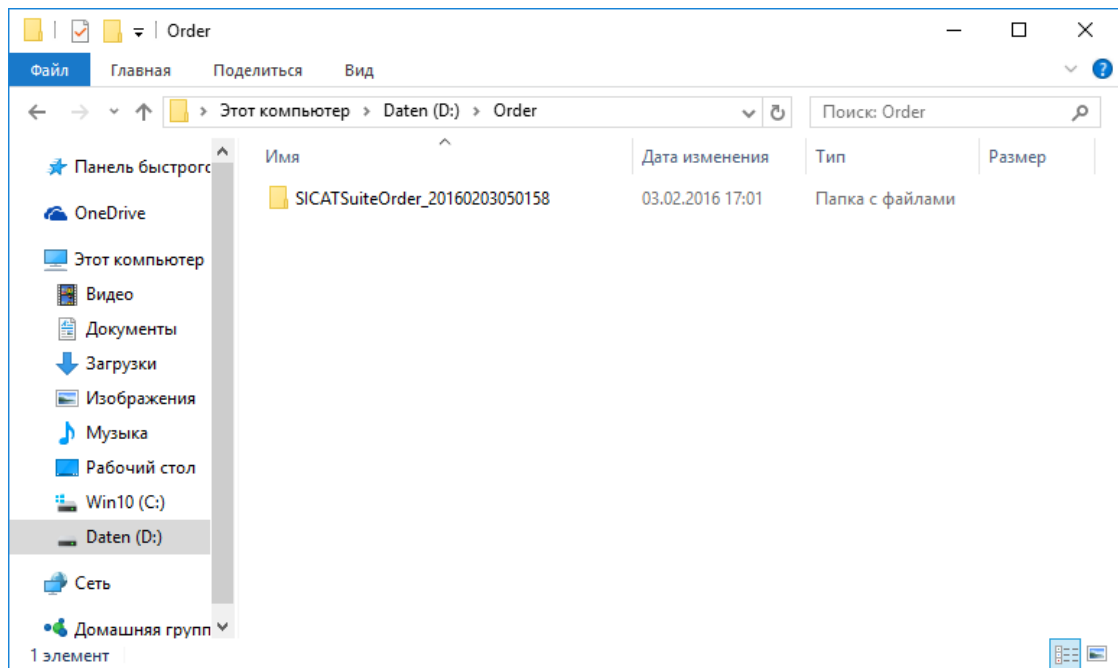 Order
Файл Главная Поделиться Вид
Этот компьютер Daten (D:) Order Поиск: Order
Имя Дата изменения Тип Размер
SICATSuiteOrder_20160203050158 03.02.2016 17:01 Папка с файлами
Панель быстрого
OneDrive
Этот компьютер
Видео
Документы
Загрузки
Изображения
Музыка
Рабочий стол
Win10 (C:)
Daten (D:)
Сеть
Домашняя групп
1 элемент